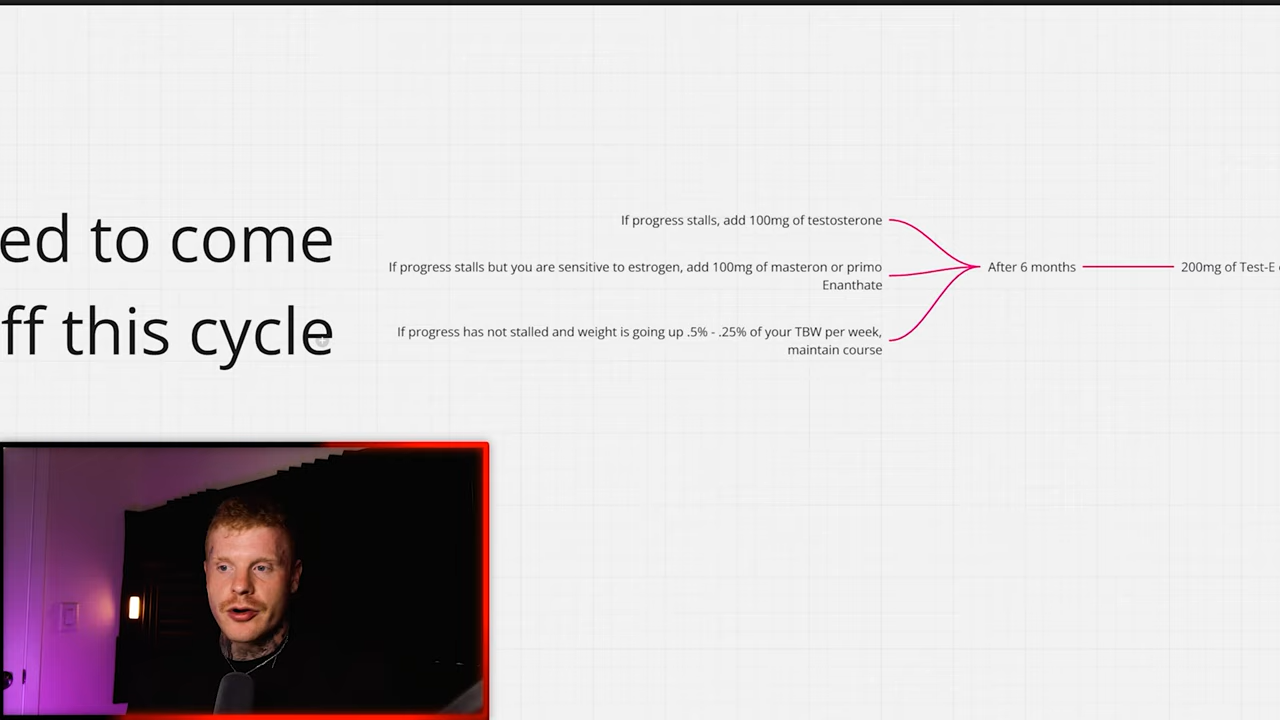 ed to come
ff this cycle
If progress stalls, add 100mg of testosterone
If progress stalls but you are sensitive to estrogen, add 100mg of masteron or primo
Enanthate
If progress has not stalled and weight is going up .5% - .25% of your TBW per week,
maintain course
After 6 months
200mg of Test-E